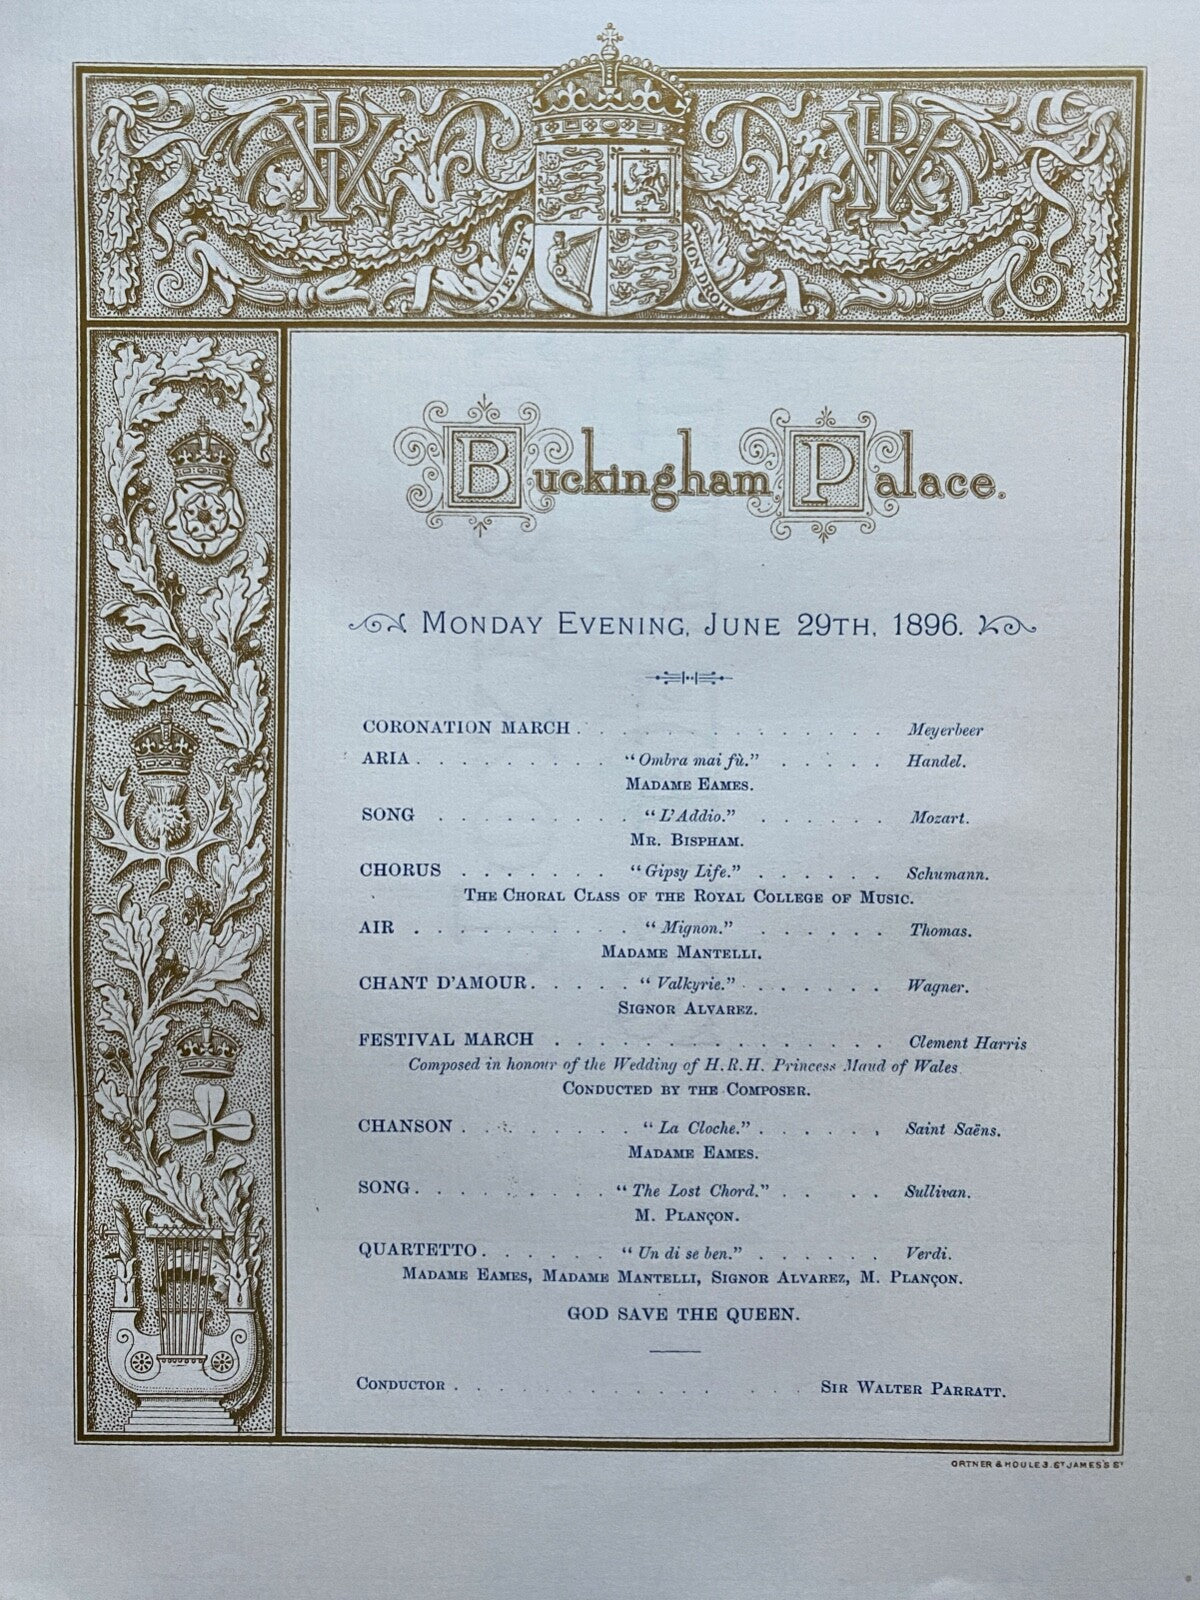 VRI
VRI
DIEV ET
MON DROIT
Buckingham Palace.
MONDAY EVENING, JUNE 29TH, 1896.
CORONATION MARCH . . . . . . . . . . . . . . Meyerbeer
ARIA . . . . . . . . . "Ombra mai fù." . . . . . Handel.
MADAME EAMES.
SONG . . . . . . . . . "L'Addio." . . . . . . Mozart.
MR. BISPHAM.
CHORUS . . . . . . . "Gipsy Life." . . . . . . Schumann.
THE CHORAL CLASS OF THE ROYAL COLLEGE OF MUSIC.
AIR . . . . . . . . . . "Mignon." . . . . . . Thomas.
MADAME MANTELLI.
CHANT D'AMOUR . . . . . "Valkyrie." . . . . . . . Wagner.
SIGNOR ALVAREZ.
FESTIVAL MARCH . . . . . . . . . . . . . . . Clement Harris
Composed in honour of the Wedding of H.R.H. Princess Maud of Wales
CONDUCTED BY THE COMPOSER.
CHANSON . . . . . . . . "La Cloche." . . . . . . Saint Saëns.
MADAME EAMES.
SONG . . . . . . . . . . "The Lost Chord." . . . . Sullivan.
M. PLANÇON.
QUARTETTO . . . . . . "Un di se ben." . . . . . . Verdi.
MADAME EAMES, MADAME MANTELLI, SIGNOR ALVAREZ, M. PLANÇON.
GOD SAVE THE QUEEN.
CONDUCTOR . . . . . . . . . . . . . . SIR WALTER PARRATT.
ORTNER & HOULE 3. ST JAMES'S ST